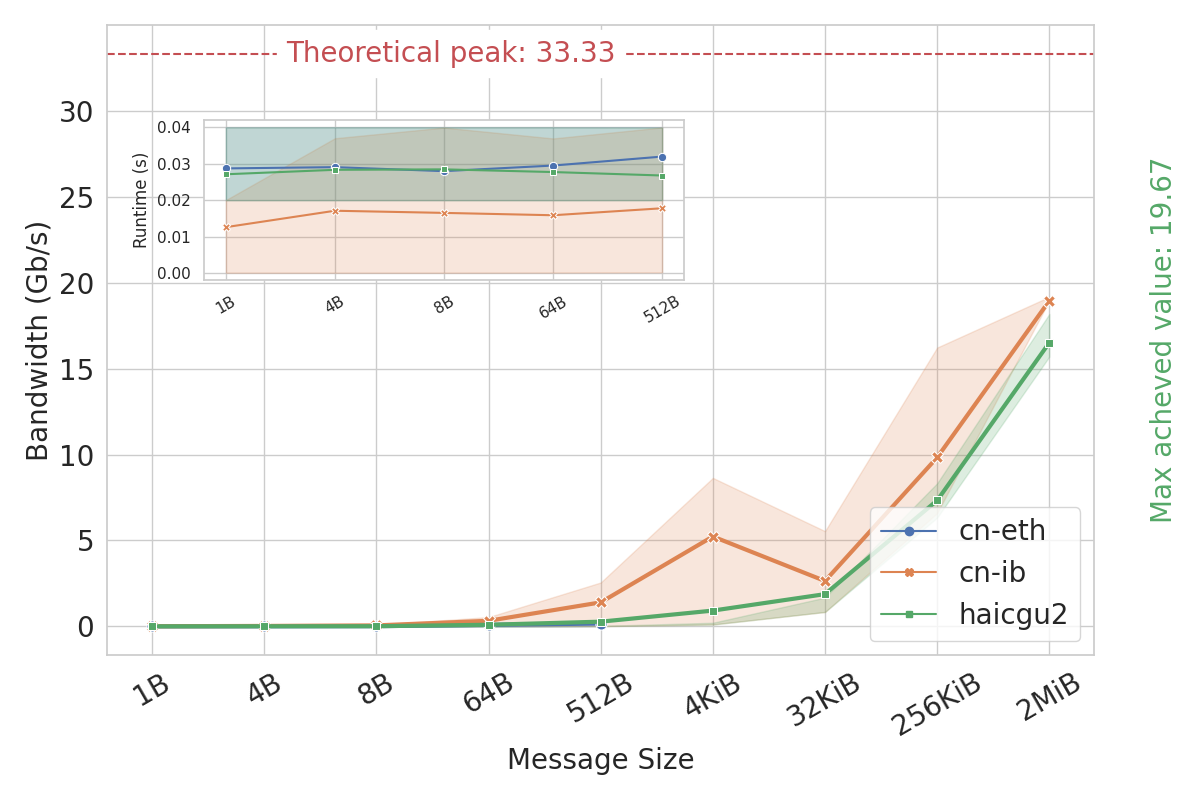 Theoretical peak: 33.33
30
25
20
15
10
5
0
Bandwidth (Gb/s)
0.04
0.03
0.02
0.01
0.00
Runtime (s)
1B
4B
8B
64B
512B
cn-eth
cn-ib
haicgu2
1B
4B
8B
64B
512B
4KiB
32KiB
256KiB
2MiB
Message Size
Max acheved value: 19.67